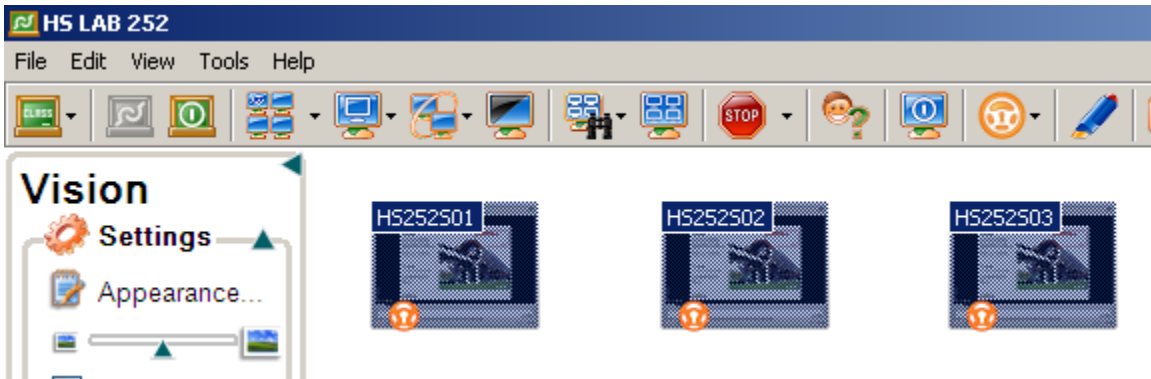 HS LAB 252
File Edit View Tools Help
CLASS
STOP
Vision
Settings
Appearance...
HS252S01
HS252S02
HS252S03